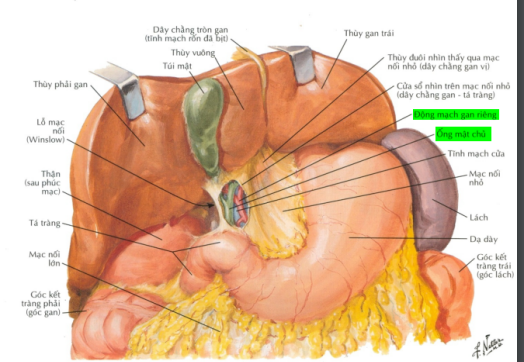 Dây chằng tròn gan
(tĩnh mạch rốn đã bịt)
Thùy vuông
Túi mật
Thùy phải gan
Lỗ mạc
nối
(Winslow)
Thận
(sau phúc
mạc)
Tá tràng
Mạc nối
lớn
Góc kết
tràng phải
(góc gan)
Thùy gan trái
Thùy đuôi nhìn thấy qua mạc
nối nhỏ (dây chằng gan vị)
Cửa sổ nhìn trên mạc nối nhỏ
(dây chằng gan - tá tràng)
Động mạch gan riêng
Ống mật chủ
Tĩnh mạch cửa
Mạc nối
nhỏ
Lách
Dạ dày
Góc kết
tràng trái
(góc lách)